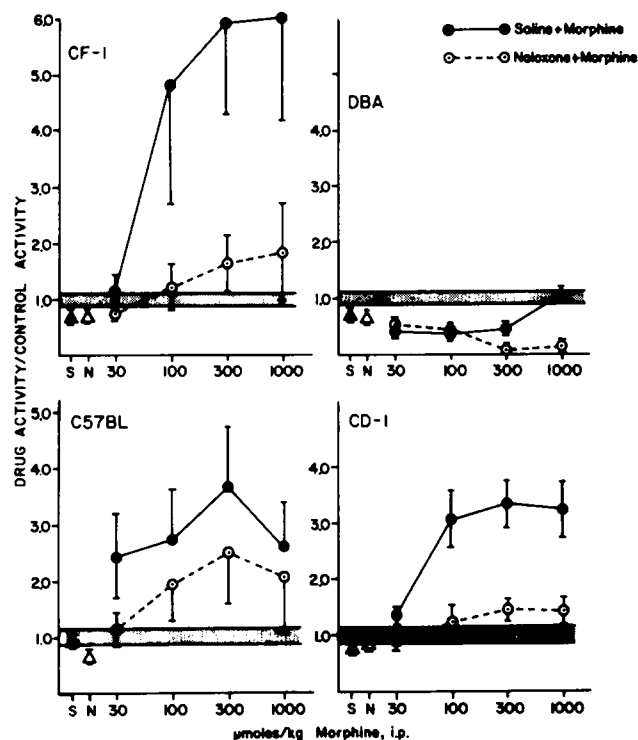 Saline+Morphine
Naloxone+Morphine
CF-1
6,0
5,0
4,0
3,0
2,0
1,0
S N 30 100 300 1000
DBA
4,0
3,0
2,0
1,0
S N 30 100 300 1000
DRUG ACTIVITY/CONTROL ACTIVITY
C57BL
5,0
4,0
3,0
2,0
1,0
S N 30 100 300 1000
CD-1
4,0
3,0
2,0
1,0
S N 30 100 300 1000
μmoles/kg Morphine, i.p.